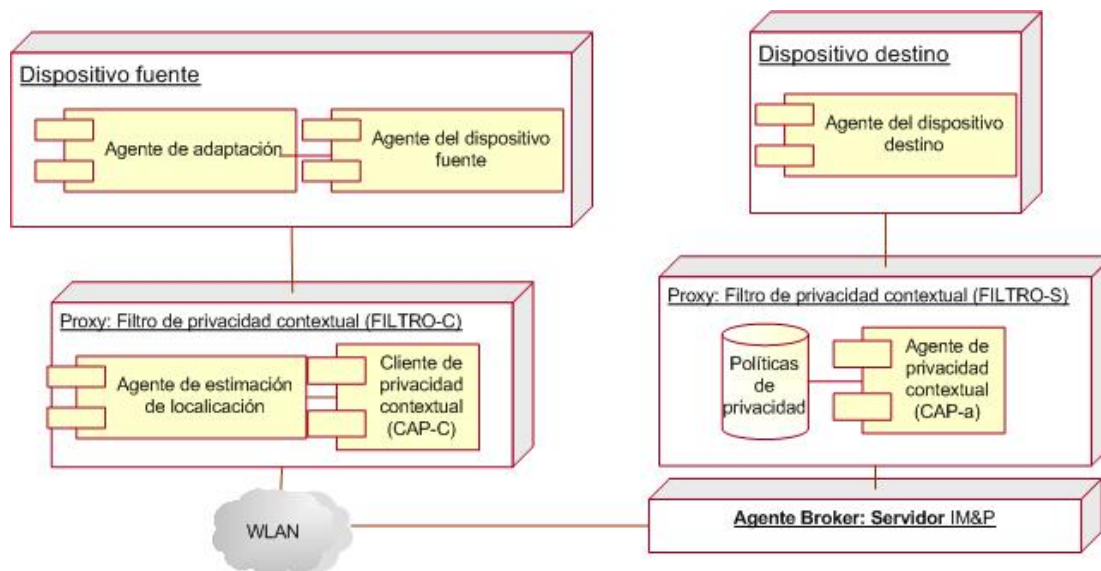 Dispositivo fuente
Agente de adaptación
Agente del dispositivo
fuente
Dispositivo destino
Agente del dispositivo
destino
Proxy: Filtro de privacidad contextual (FILTRO-C)
Agente de estimación
de localicación
Cliente de
privacidad
contextual
(CAP-C)
Proxy: Filtro de privacidad contextual (FILTRO-S)
Políticas
de
privacidad
Agente de
privacidad
contextual
(CAP-a)
WLAN
Agente Broker: Servidor IM&P